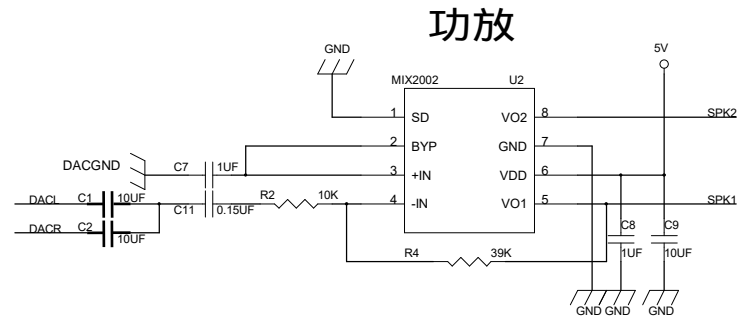 功放
GND
5V
MIX2002
U2
1 SD
VO2 8
SPK2
2 BYP
GND 7
DACGND
C7
1UF
3 +IN
VDD 6
DACL
C1
10UF
C11
0.15UF
R2
10K
4 -IN
VO1 5
SPK1
DACR
C2
10UF
R4
39K
C8
1UF
C9
10UF
GND
GND
GND